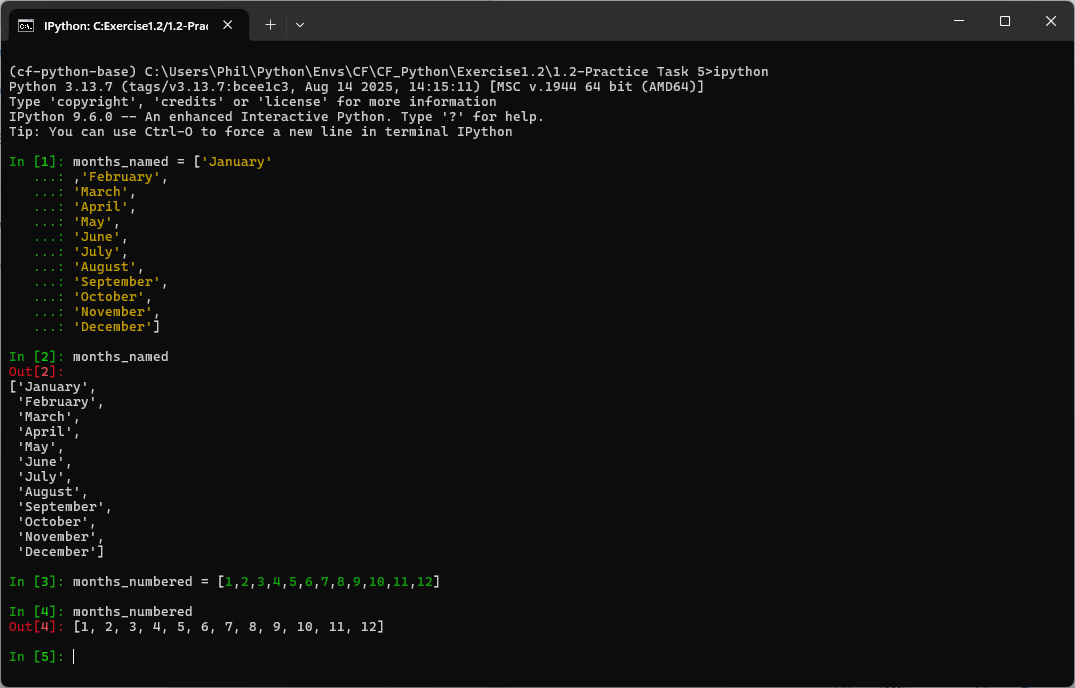 IPython: C:Exercise1.2/1.2-Prac
(cf-python-base) C:\Users\Phil\Python\Envs\CF\CF_Python\Exercise1.2\1.2-Practice Task 5>ipython
Python 3.13.7 (tags/v3.13.7:bcee1c3, Aug 14 2025, 14:15:11) [MSC v.1944 64 bit (AMD64)]
Type 'copyright', 'credits' or 'license' for more information
IPython 9.6.0 -- An enhanced Interactive Python. Type '?' for help.
Tip: You can use Ctrl-O to force a new line in terminal IPython
In [1]: months_named = ['January'
   ...: ,'February',
   ...: 'March',
   ...: 'April',
   ...: 'May',
   ...: 'June',
   ...: 'July',
   ...: 'August',
   ...: 'September',
   ...: 'October',
   ...: 'November',
   ...: 'December']
In [2]: months_named
Out[2]:
['January',
 'February',
 'March',
 'April',
 'May',
 'June',
 'July',
 'August',
 'September',
 'October',
 'November',
 'December']
In [3]: months_numbered = [1,2,3,4,5,6,7,8,9,10,11,12]
In [4]: months_numbered
Out[4]: [1, 2, 3, 4, 5, 6, 7, 8, 9, 10, 11, 12]
In [5]: